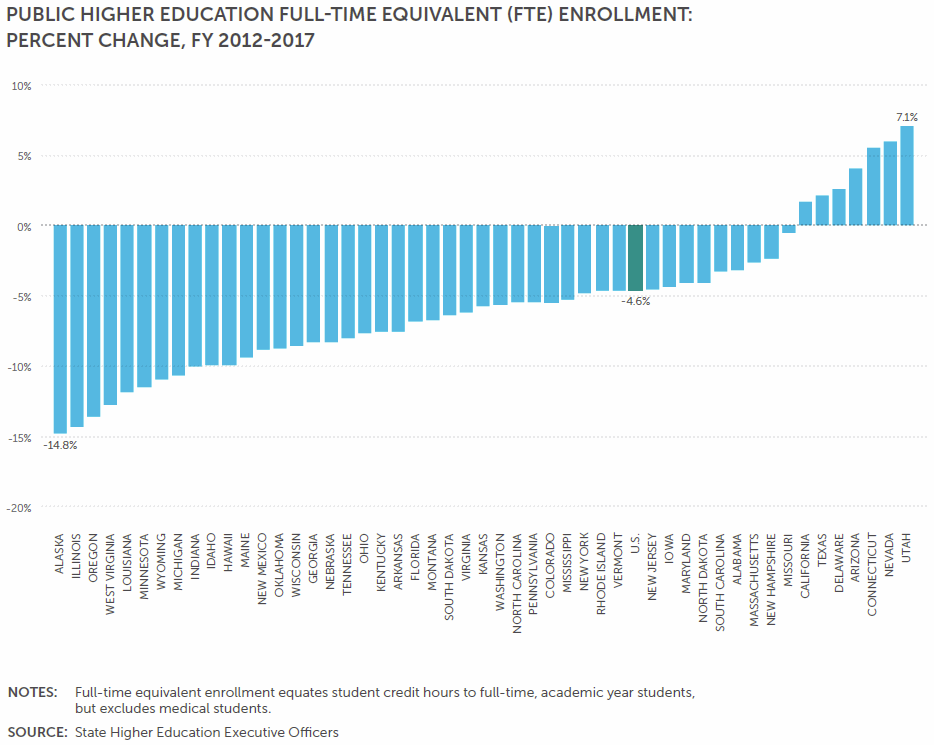 PUBLIC HIGHER EDUCATION FULL-TIME EQUIVALENT (FTE) ENROLLMENT:
PERCENT CHANGE, FY 2012-2017
10%
7.1%
5%
0%
-5%
-4.6%
-10%
-15%
-14.8%
-20%
ALASKA
ILLINOIS
OREGON
WEST VIRGINIA
LOUISIANA
MINNESOTA
WYOMING
MICHIGAN
INDIANA
IDAHO
HAWAII
MAINE
NEW MEXICO
OKLAHOMA
WISCONSIN
GEORGIA
NEBRASKA
TENNESSEE
OHIO
KENTUCKY
ARKANSAS
FLORIDA
MONTANA
SOUTH DAKOTA
VIRGINIA
KANSAS
WASHINGTON
NORTH CAROLINA
PENNSYLVANIA
COLORADO
MISSISSIPPI
NEW YORK
RHODE ISLAND
VERMONT
U.S.
NEW JERSEY
IOWA
MARYLAND
NORTH DAKOTA
SOUTH CAROLINA
ALABAMA
MASSACHUSETTS
NEW HAMPSHIRE
MISSOURI
CALIFORNIA
TEXAS
DELAWARE
ARIZONA
CONNECTICUT
NEVADA
UTAH
NOTES: Full-time equivalent enrollment equates student credit hours to full-time, academic year students,
but excludes medical students.
SOURCE: State Higher Education Executive Officers